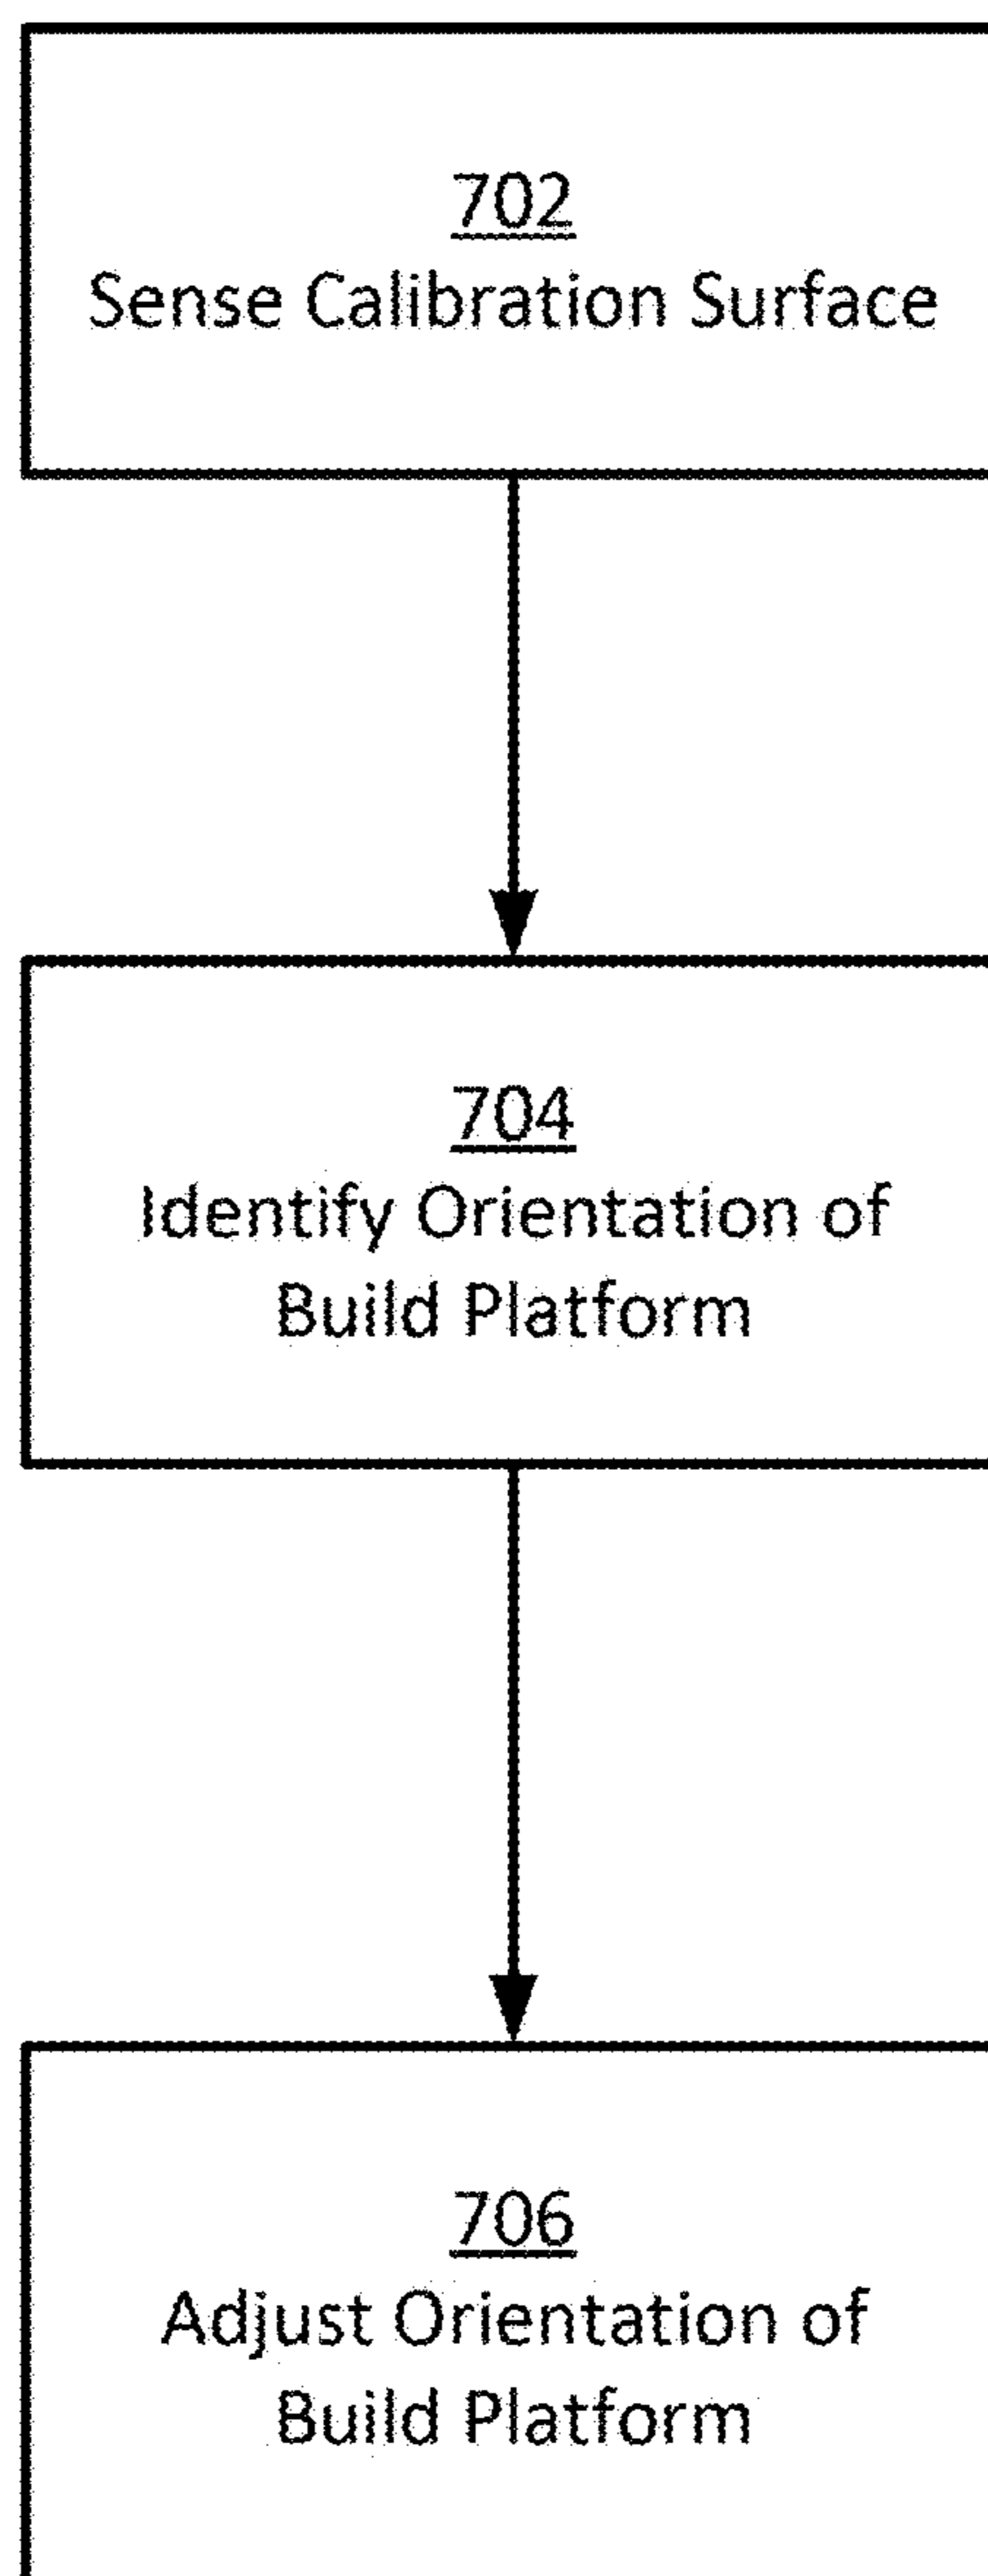 702
Sense Calibration Surface
704
Identify Orientation of
Build Platform
706
Adjust Orientation of
Build Platform